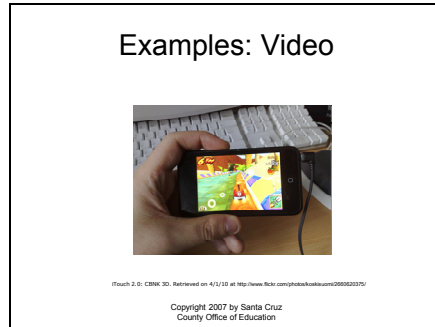 Examples: Video
iTouch 2.0: CBNK 3D. Retrieved on 4/1/10 at http://www.flickr.com/photos/koskisuomi/2660620375/
Copyright 2007 by Santa Cruz
County Office of Education